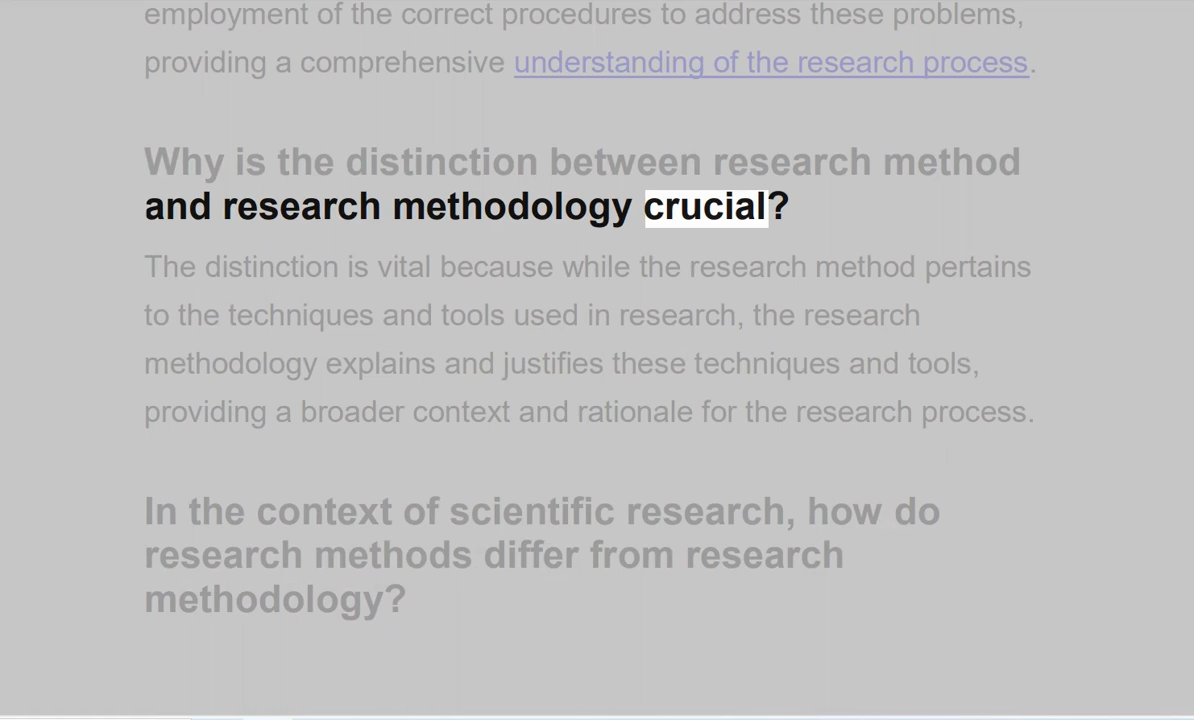 employment of the correct procedures to address these problems,
providing a comprehensive understanding of the research process.
Why is the distinction between research method
and research methodology crucial?
The distinction is vital because while the research method pertains
to the techniques and tools used in research, the research
methodology explains and justifies these techniques and tools,
providing a broader context and rationale for the research process.
In the context of scientific research, how do
research methods differ from research
methodology?